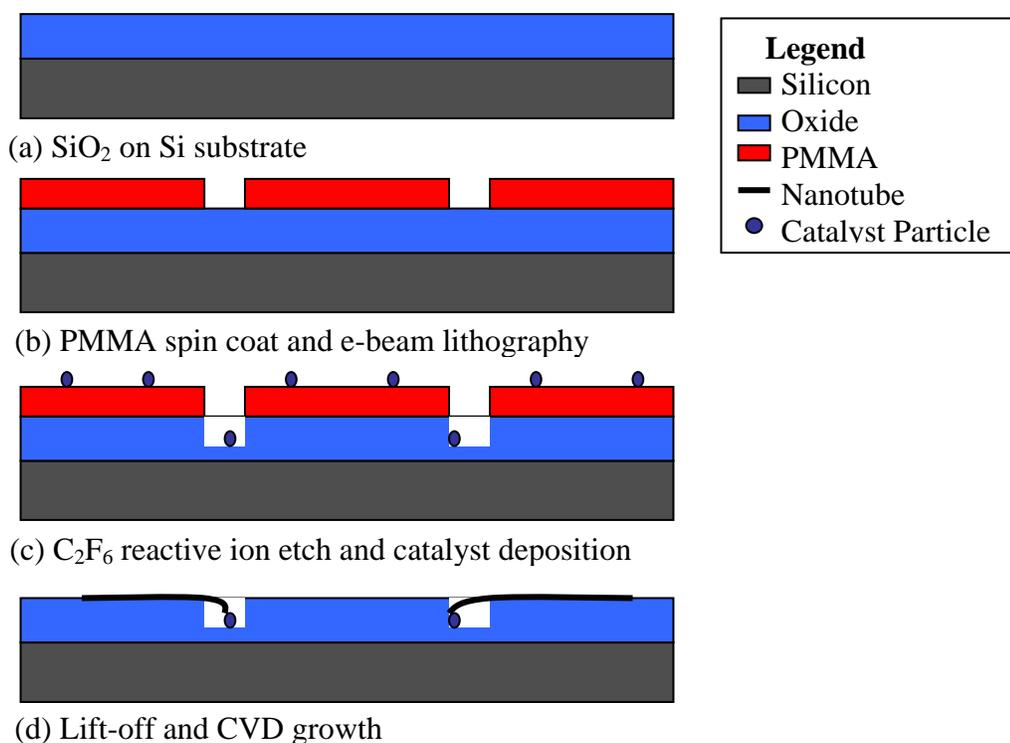 Legend
Silicon
Oxide
PMMA
Nanotube
Catalyst Particle
(a) SiO₂ on Si substrate
(b) PMMA spin coat and e-beam lithography
(c) C₂F₆ reactive ion etch and catalyst deposition
(d) Lift-off and CVD growth